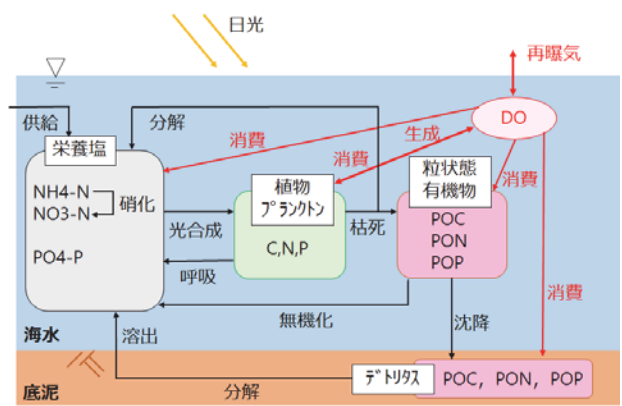 日光
再曝気
供給
分解
消費
生成
DO
栄養塩
消費
粒状態
有機物
消費
植物
プランクトン
NH4-N
NO3-N
硝化
光合成
枯死
POC
PON
POP
C,N,P
PO4-P
呼吸
無機化
沈降
消費
海水
溶出
底泥
分解
デトリタス
POC, PON, POP